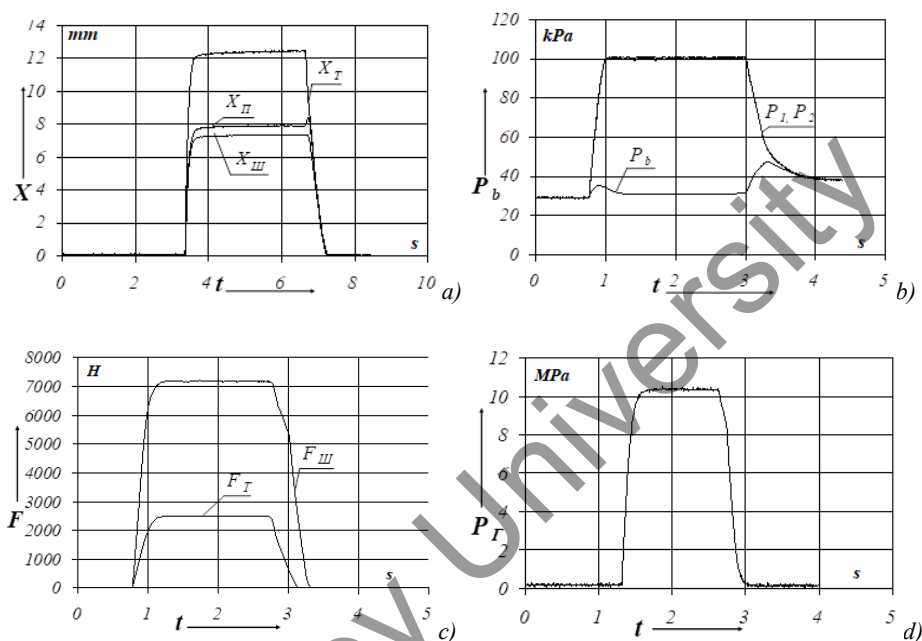 14
mm
12
10
8
6
4
2
0
X
X_T
X_П
X_Ш
s
0 2 4 6 8 10
t
a)
kPa
120
100
80
60
40
20
0
P_b
P_1, P_2
P_b
s
0 1 2 3 4 5
t
b)
H
8000
7000
6000
5000
4000
3000
2000
1000
0
F
F_Ш
F_T
s
1 2 3 4 5
t
c)
MPa
12
10
8
6
4
2
0
P_Г
s
0 1 2 3 4 5
t
d)
y University